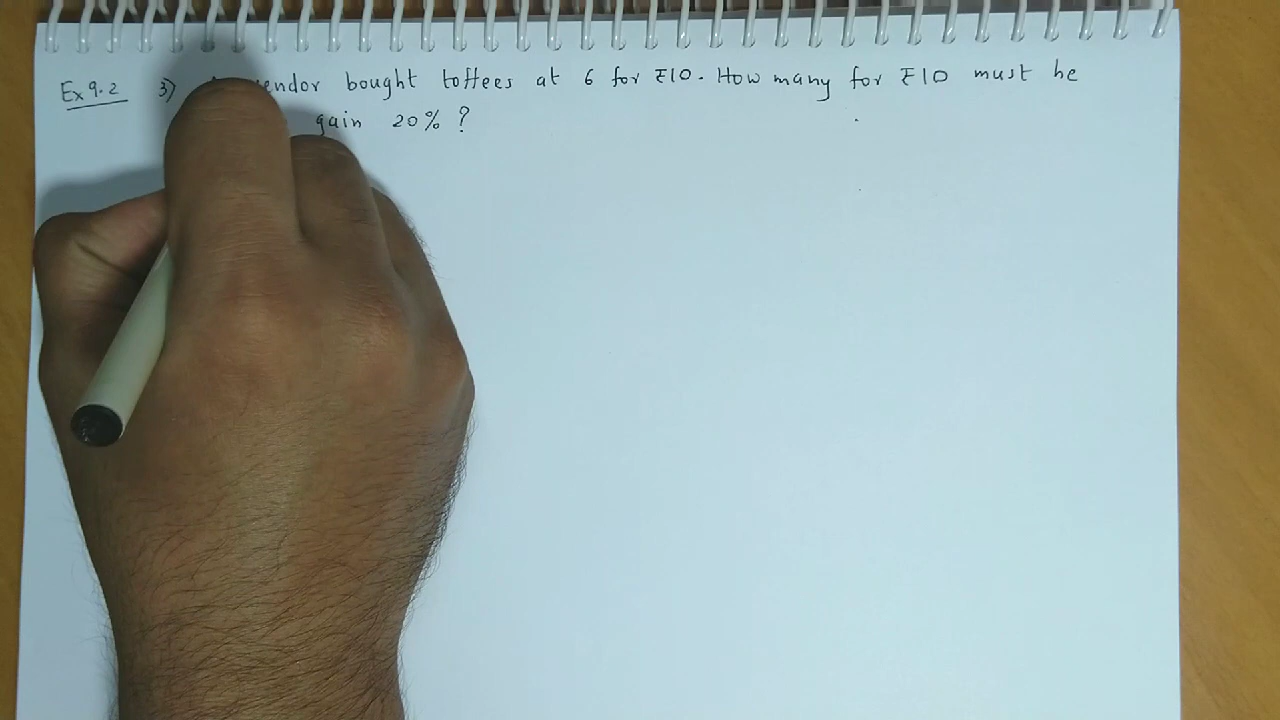 Ex 9.2 3) vendor bought toffees at 6 for ₹10. How many for ₹10 must he
gain 20% ?